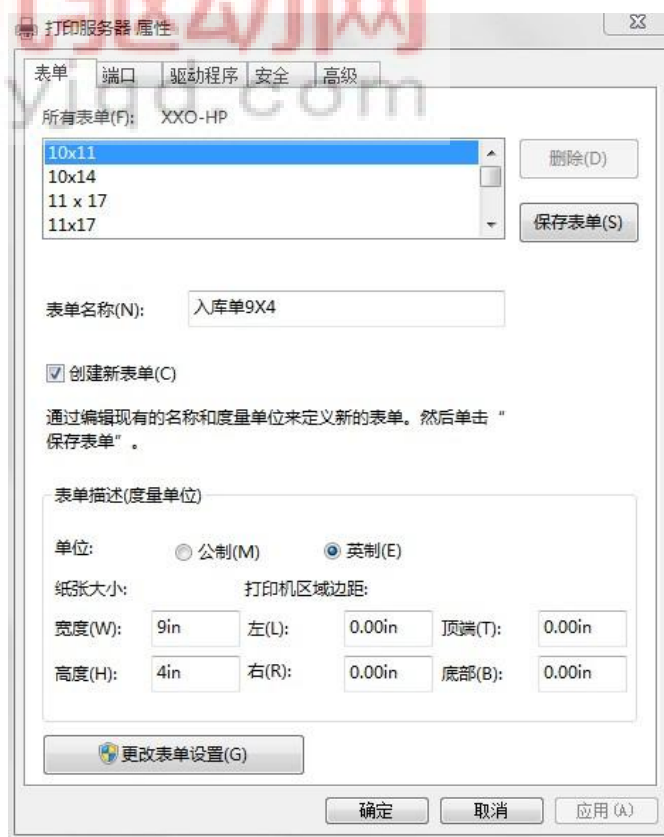 驱动网
打印服务器 属性
表单 端口 驱动程序 安全 高级
yjqd.com
所有表单(F): XXO-HP
10x11
删除(D)
10x14
11 x 17
11x17
保存表单(S)
表单名称(N): 入库单9X4
创建新表单(C)
通过编辑现有的名称和度量单位来定义新的表单。然后单击“
保存表单”。
表单描述(度量单位)
单位: 公制(M) 英制(E)
纸张大小: 打印机区域边距:
宽度(W): 9in 左(L): 0.00in 顶端(T): 0.00in
高度(H): 4in 右(R): 0.00in 底部(B): 0.00in
更改表单设置(G)
确定 取消 应用(A)